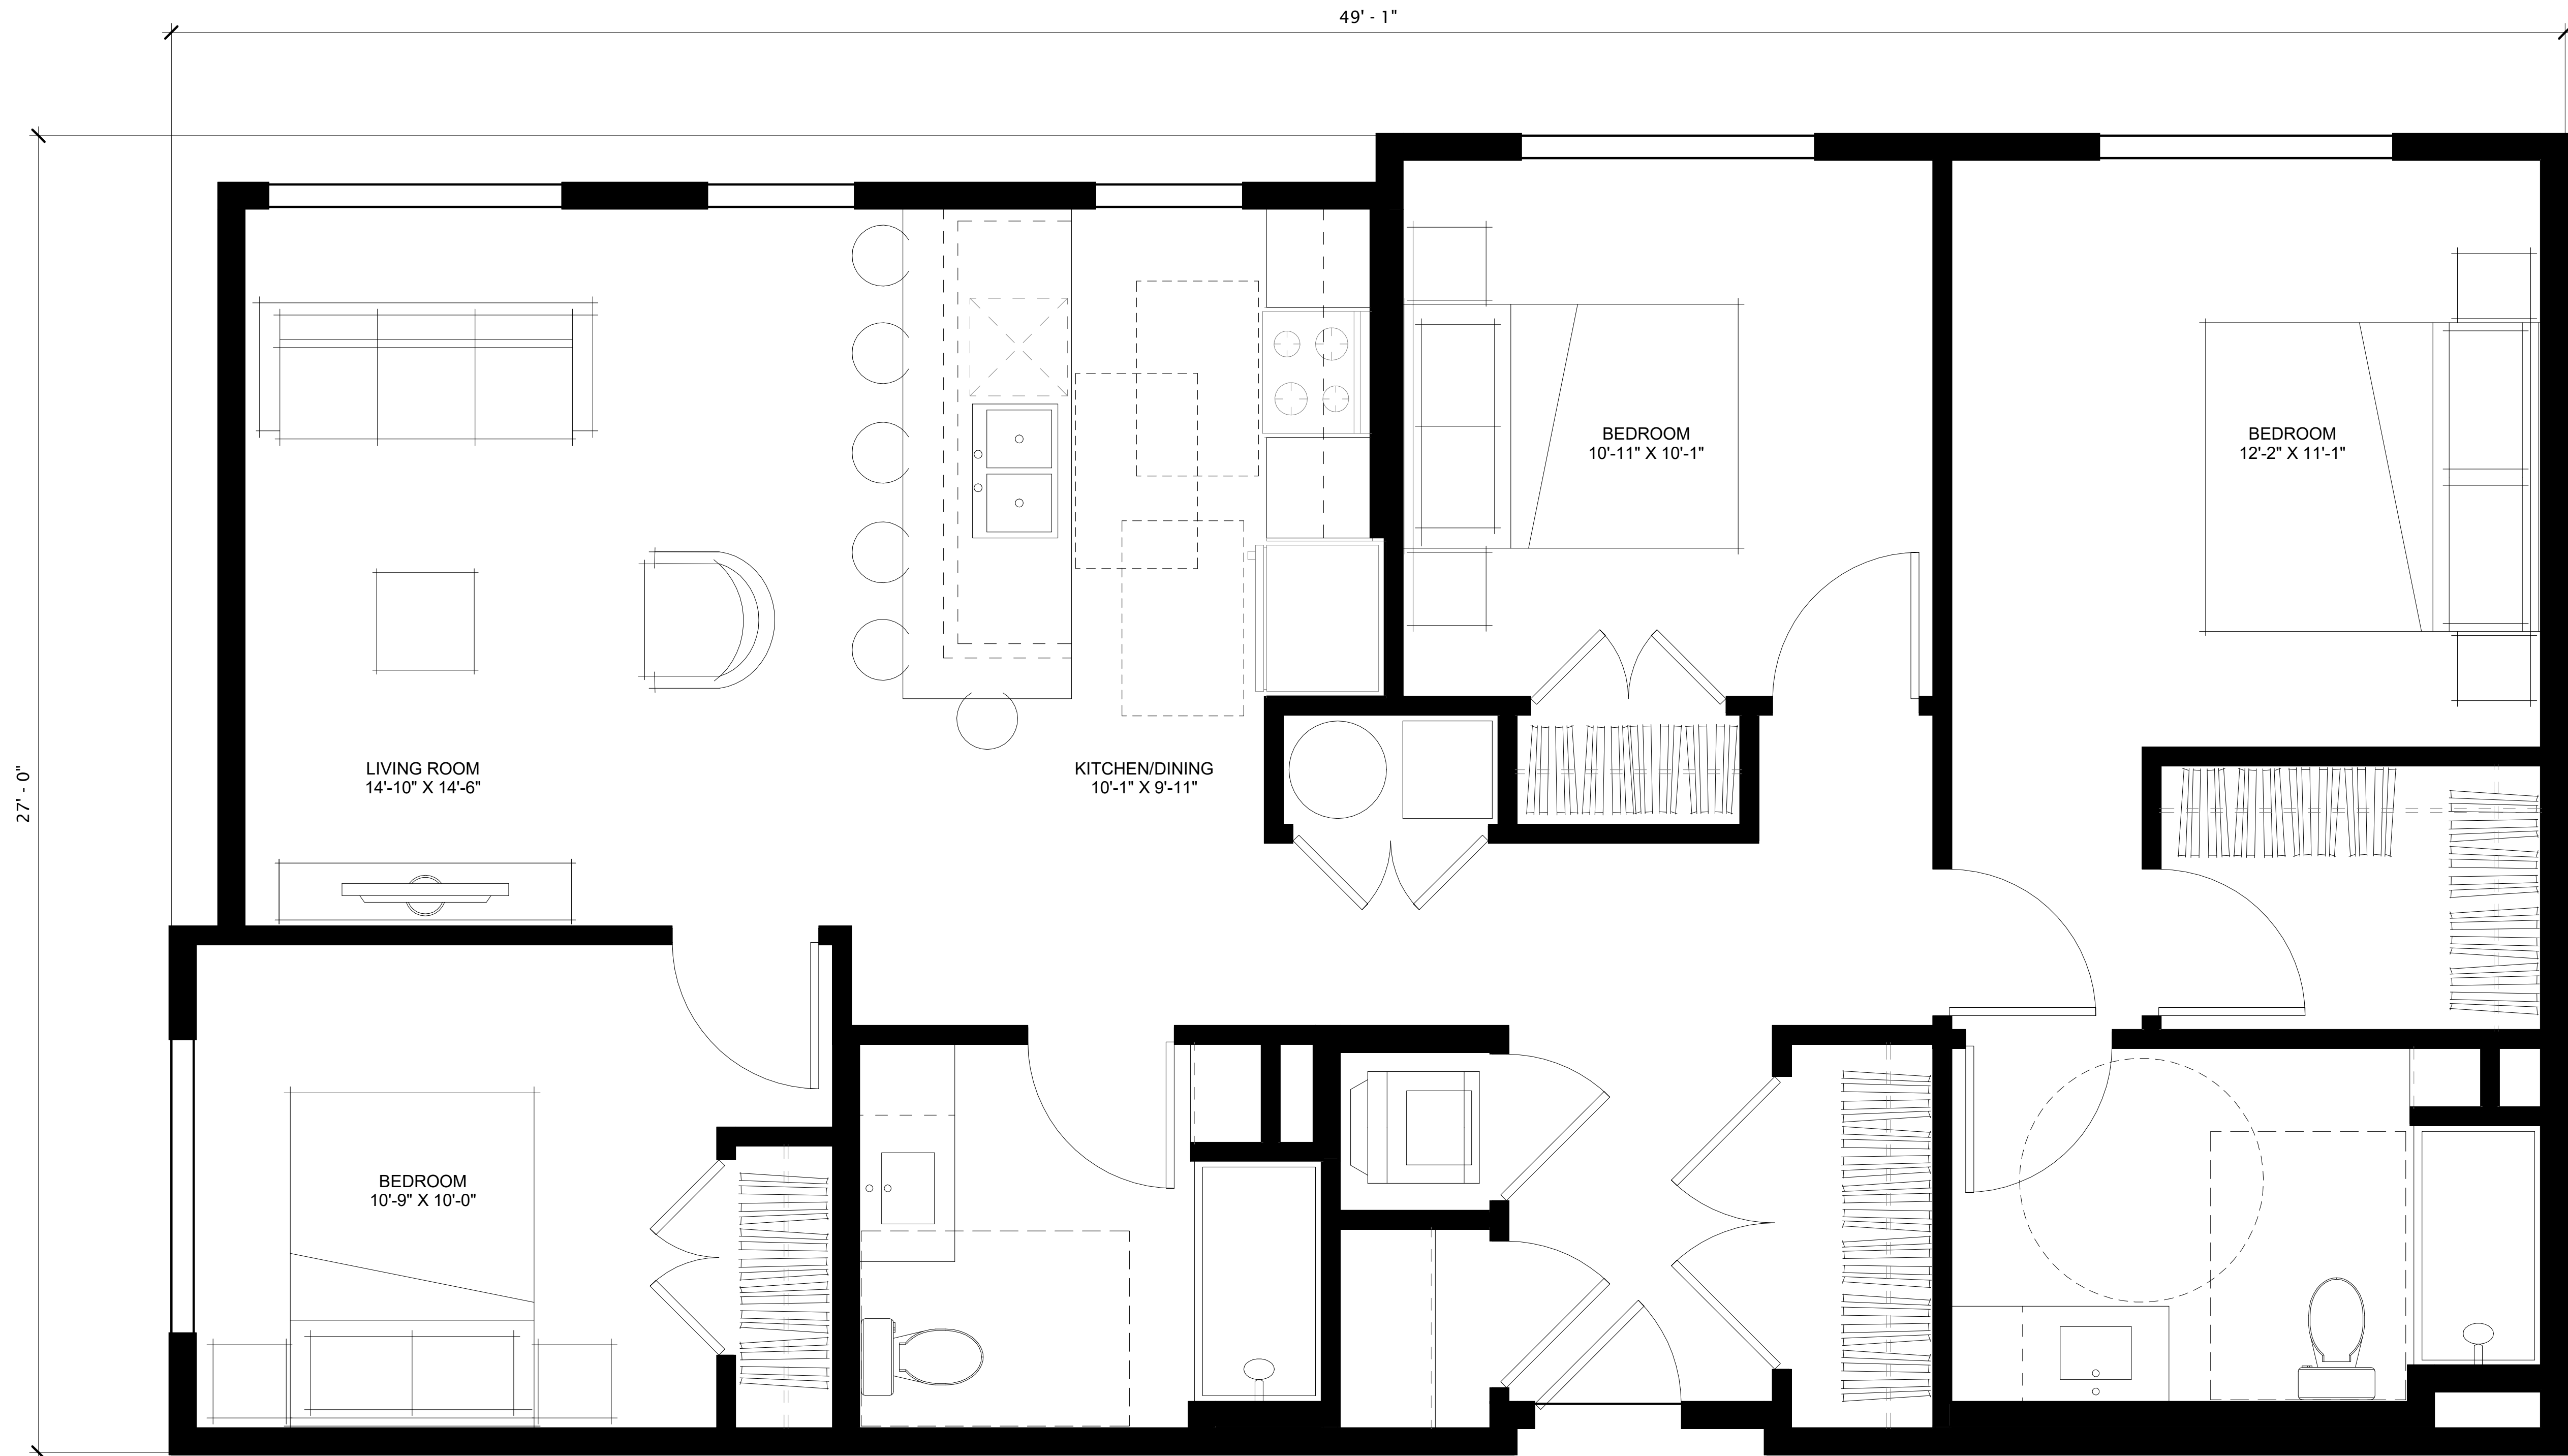 49' - 1"
BEDROOM
10'-11" X 10'-1"
BEDROOM
12'-2" X 11'-1"
27' - 0"
LIVING ROOM
14'-10" X 14'-6"
KITCHEN/DINING
10'-1" X 9'-11"
BEDROOM
10'-9" X 10'-0"